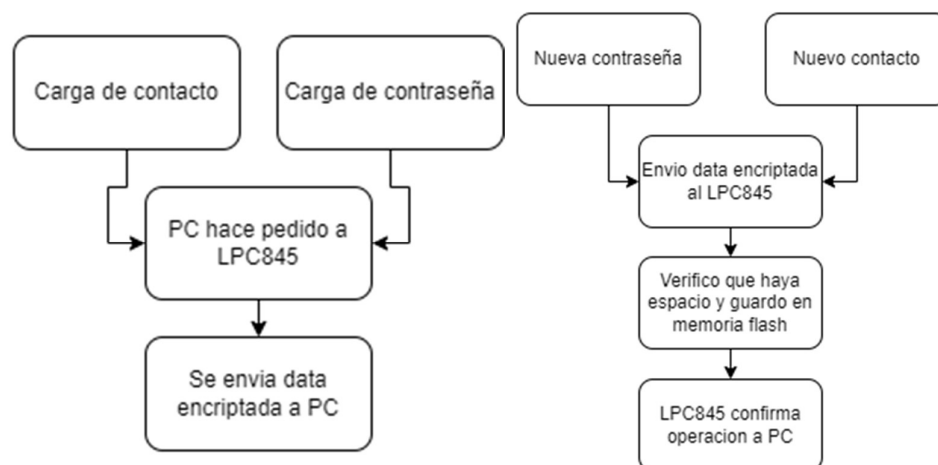 Carga de contacto
Carga de contraseña
PC hace pedido a
LPC845
Se envia data
encriptada a PC
Nueva contraseña
Nuevo contacto
Envio data encriptada
al LPC845
Verifico que haya
espacio y guardo en
memoria flash
LPC845 confirma
operacion a PC